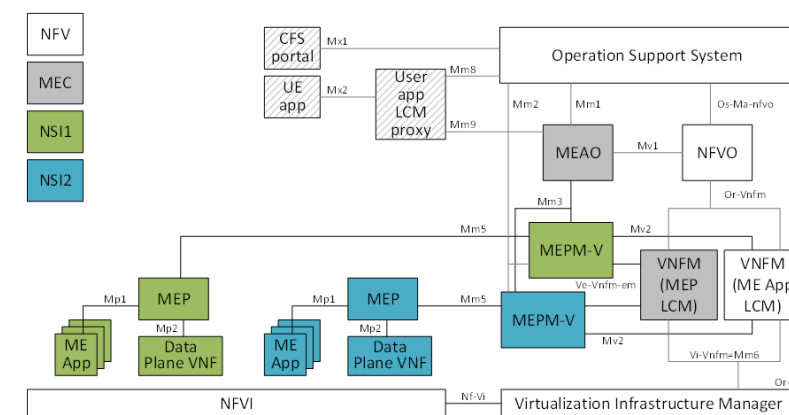 NFV
MEC
NSI1
NSI2
CFS
portal
Mx1
UE
app
Mx2
User
app
LCM
proxy
Mm8
Mm9
Operation Support System
Mm2
Mm1
Os-Ma-nfvo
MEAO
Mv1
NFVO
Mm3
Or-Vnfm
Mm5
MEPM-V
Mv2
Ve-Vnfm-em
VNFM
(MEP
LCM)
VNFM
(ME App
LCM)
MEP
Mp1
Mp2
ME
App
Data
Plane VNF
MEP
Mp1
Mp2
ME
App
Data
Plane VNF
Mm5
MEPM-V
Mv2
Vi-Vnfm=Mm6
Or-
NFVI
Nf-Vi
Virtualization Infrastructure Manager